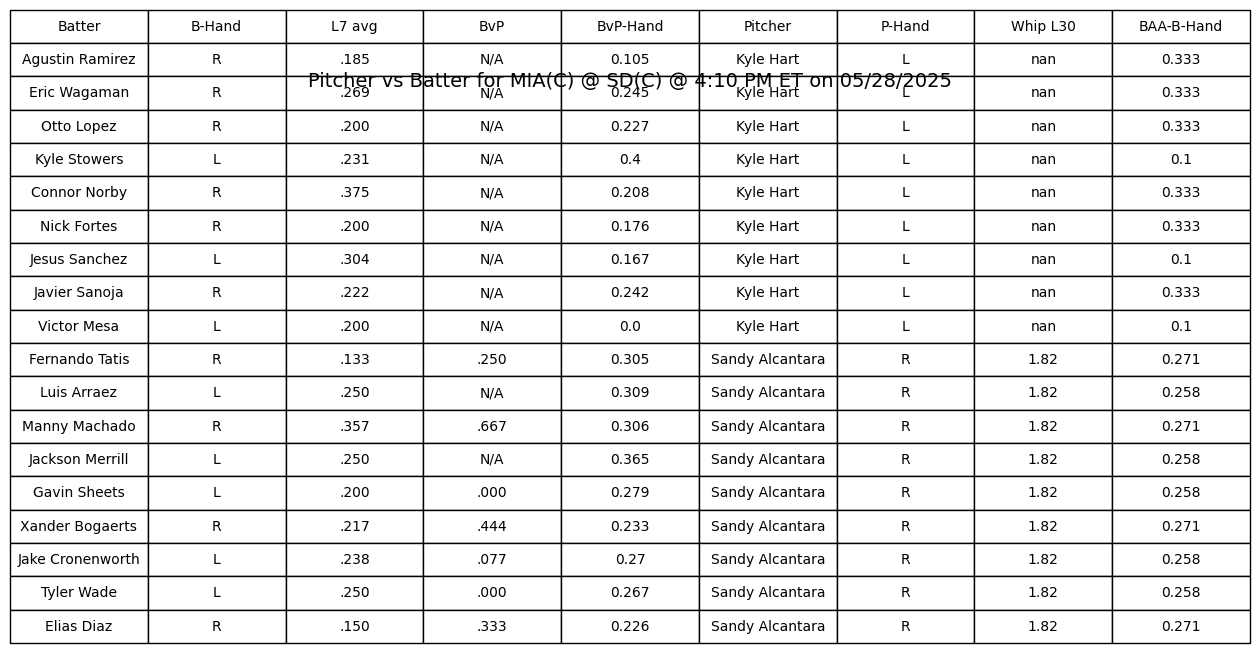 Batter B-Hand L7 avg BvP BvP-Hand Pitcher P-Hand Whip L30 BAA-B-Hand
Agustin Ramirez R .185 N/A 0.105 Kyle Hart L nan 0.333
Pitcher vs Batter for MIA(C) @ SD(C) @ 4:10 PM ET on 05/28/2025
Eric Wagaman R .269 N/A 0.245 Kyle Hart L nan 0.333
Otto Lopez R .200 N/A 0.227 Kyle Hart L nan 0.333
Kyle Stowers L .231 N/A 0.4 Kyle Hart L nan 0.1
Connor Norby R .375 N/A 0.208 Kyle Hart L nan 0.333
Nick Fortes R .200 N/A 0.176 Kyle Hart L nan 0.333
Jesus Sanchez L .304 N/A 0.167 Kyle Hart L nan 0.1
Javier Sanoja R .222 N/A 0.242 Kyle Hart L nan 0.333
Victor Mesa L .200 N/A 0.0 Kyle Hart L nan 0.1
Fernando Tatis R .133 .250 0.305 Sandy Alcantara R 1.82 0.271
Luis Arraez L .250 N/A 0.309 Sandy Alcantara R 1.82 0.258
Manny Machado R .357 .667 0.306 Sandy Alcantara R 1.82 0.271
Jackson Merrill L .250 N/A 0.365 Sandy Alcantara R 1.82 0.258
Gavin Sheets L .200 .000 0.279 Sandy Alcantara R 1.82 0.258
Xander Bogaerts R .217 .444 0.233 Sandy Alcantara R 1.82 0.271
Jake Cronenworth L .238 .077 0.27 Sandy Alcantara R 1.82 0.258
Tyler Wade L .250 .000 0.267 Sandy Alcantara R 1.82 0.258
Elias Diaz R .150 .333 0.226 Sandy Alcantara R 1.82 0.271